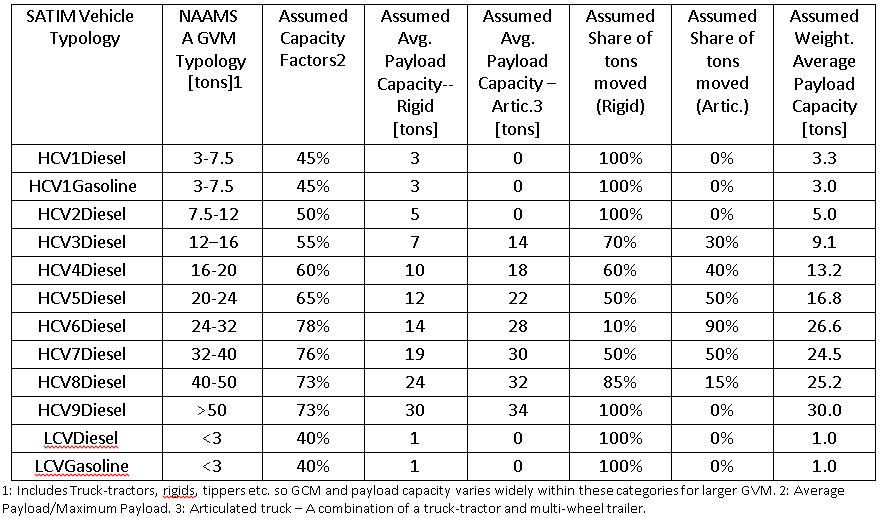 SATIM Vehicle Typology | NAAMS A GVM Typology [tons]1 | Assumed Capacity Factors2 | Assumed Avg. Payload Capacity-- Rigid [tons] | Assumed Avg. Payload Capacity – Artic.3 [tons] | Assumed Share of tons moved (Rigid) | Assumed Share of tons moved (Artic.) | Assumed Weight. Average Payload Capacity [tons]
HCV1Diesel | 3-7.5 | 45% | 3 | 0 | 100% | 0% | 3.3
HCV1Gasoline | 3-7.5 | 45% | 3 | 0 | 100% | 0% | 3.0
HCV2Diesel | 7.5-12 | 50% | 5 | 0 | 100% | 0% | 5.0
HCV3Diesel | 12–16 | 55% | 7 | 14 | 70% | 30% | 9.1
HCV4Diesel | 16-20 | 60% | 10 | 18 | 60% | 40% | 13.2
HCV5Diesel | 20-24 | 65% | 12 | 22 | 50% | 50% | 16.8
HCV6Diesel | 24-32 | 78% | 14 | 28 | 10% | 90% | 26.6
HCV7Diesel | 32-40 | 76% | 19 | 30 | 50% | 50% | 24.5
HCV8Diesel | 40-50 | 73% | 24 | 32 | 85% | 15% | 25.2
HCV9Diesel | >50 | 73% | 30 | 34 | 100% | 0% | 30.0
LCVDiesel | <3 | 40% | 1 | 0 | 100% | 0% | 1.0
LCVGasoline | <3 | 40% | 1 | 0 | 100% | 0% | 1.0
1: Includes Truck-tractors, rigids, tippers etc. so GCM and payload capacity varies widely within these categories for larger GVM. 2: Average
Payload/Maximum Payload. 3: Articulated truck – A combination of a truck-tractor and multi-wheel trailer.